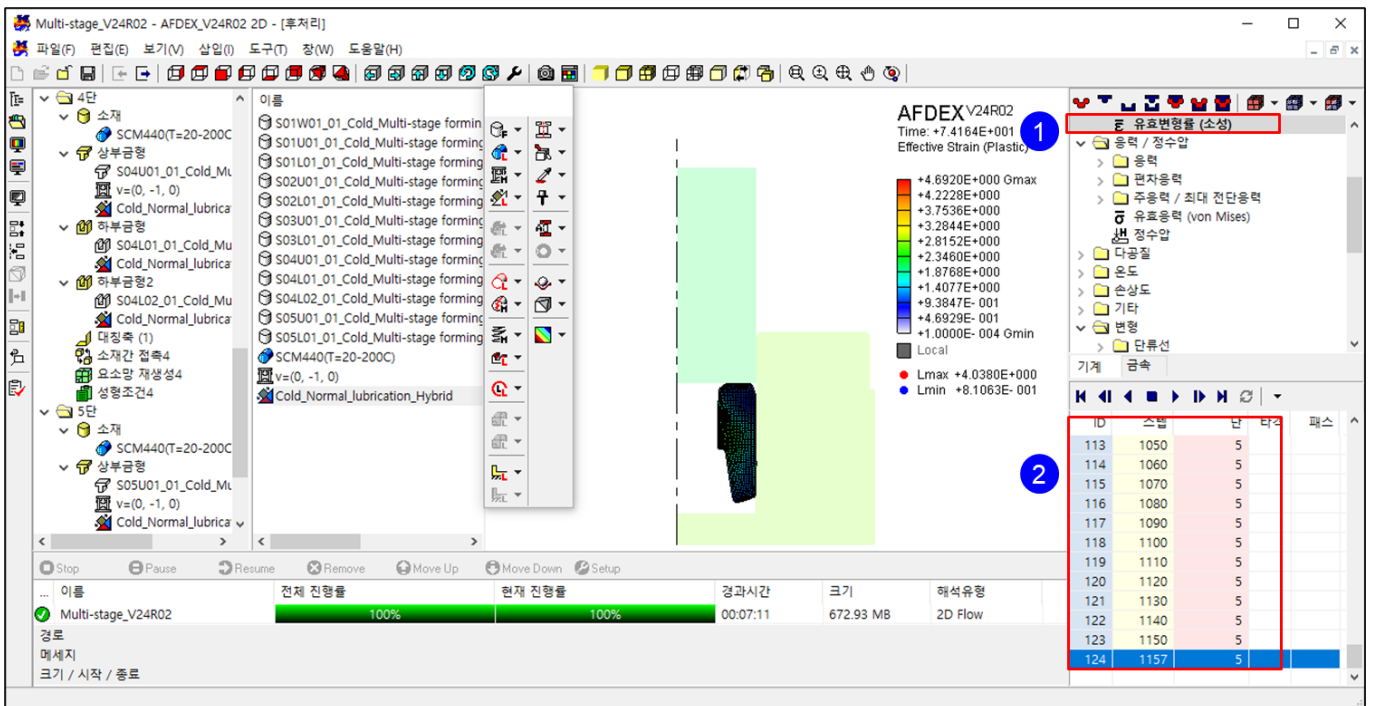 Multi-stage_V24R02 - AFDEX_V24R02 2D - [후처리]
파일(F) 편집(E) 보기(V) 삽입(I) 도구(T) 창(W) 도움말(H)
4단
소재
SCM440(T=20-200C
상부금형
S04U01_01_Cold_Mu
v=(0, -1, 0)
Cold_Normal_lubrica
하부금형
S04L01_01_Cold_Mu
Cold_Normal_lubrica
하부금형2
S04L02_01_Cold_Mu
Cold_Normal_lubrica
대칭축 (1)
소재간 접촉4
요소망 재생성4
성형조건4
5단
소재
SCM440(T=20-200C
상부금형
S05U01_01_Cold_Mu
v=(0, -1, 0)
Cold_Normal_lubrica
이름
S01W01_01_Cold_Multi-stage formin
S01U01_01_Cold_Multi-stage forming
S01L01_01_Cold_Multi-stage forming
S02U01_01_Cold_Multi-stage forming
S02L01_01_Cold_Multi-stage forming
S03U01_01_Cold_Multi-stage forming
S03L01_01_Cold_Multi-stage forming
S04U01_01_Cold_Multi-stage forming
S04L01_01_Cold_Multi-stage forming
S04L02_01_Cold_Multi-stage forming
S05U01_01_Cold_Multi-stage forming
S05L01_01_Cold_Multi-stage forming
SCM440(T=20-200C)
v=(0, -1, 0)
Cold_Normal_lubrication_Hybrid
AFDEX V24R02
Time: +7.4164E+001
Effective Strain (Plastic)
+4.6920E+000 Gmax
+4.2228E+000
+3.7536E+000
+3.2844E+000
+2.8152E+000
+2.3460E+000
+1.8768E+000
+1.4077E+000
+9.3847E- 001
+4.6929E- 001
+1.0000E- 004 Gmin
Local
Lmax +4.0380E+000
Lmin +8.1063E- 001
1
유효변형률 (소성)
응력 / 정수압
응력
편차응력
주응력 / 최대 전단응력
유효응력 (von Mises)
정수압
다공질
온도
손상도
기타
변형
단류선
기계 금속
2
ID 스텝 단 타격 패스
113 1050 5
114 1060 5
115 1070 5
116 1080 5
117 1090 5
118 1100 5
119 1110 5
120 1120 5
121 1130 5
122 1140 5
123 1150 5
124 1157 5
Stop Pause Resume Remove Move Up Move Down Setup
... 이름 전체 진행률 현재 진행률 경과시간 크기 해석유형
Multi-stage_V24R02 100% 100% 00:07:11 672.93 MB 2D Flow
경로
메세지
크기 / 시작 / 종료